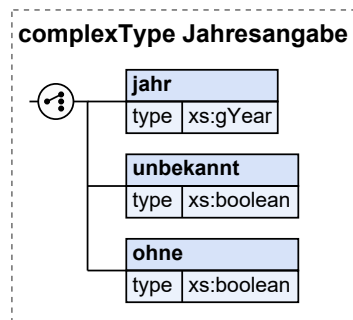 complexType Jahresangabe
jahr
type xs:gYear
unbekannt
type xs:boolean
ohne
type xs:boolean